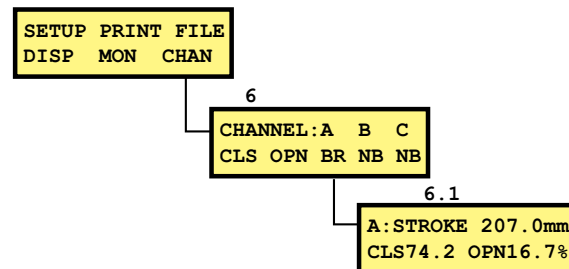 SETUP PRINT FILE
DISP MON CHAN
6
CHANNEL:A B C
CLS OPN BR NB NB
6.1
A:STROKE 207.0mm
CLS74.2 OPN16.7%